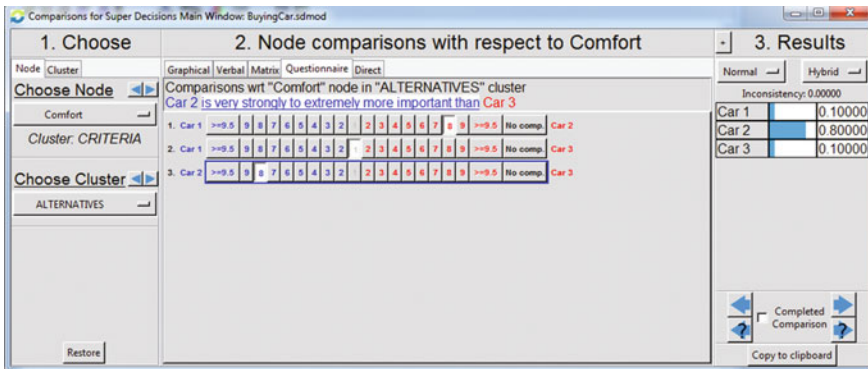 Comparisons for Super Decisions Main Window: BuyingCar.sdmod
1. Choose
Node Cluster
Choose Node
Comfort
Cluster: CRITERIA
Choose Cluster
ALTERNATIVES
Restore
2. Node comparisons with respect to Comfort
Graphical Verbal Matrix Questionnaire Direct
Comparisons wrt "Comfort" node in "ALTERNATIVES" cluster
Car 2 is very strongly to extremely more important than Car 3
1. Car 1 >=9.5 9 8 7 6 5 4 3 2 1 2 3 4 5 6 7 8 9 >=9.5 No comp. Car 2
2. Car 1 >=9.5 9 8 7 6 5 4 3 2 1 2 3 4 5 6 7 8 9 >=9.5 No comp. Car 3
3. Car 2 >=9.5 9 8 7 6 5 4 3 2 1 2 3 4 5 6 7 8 9 >=9.5 No comp. Car 3
3. Results
Normal Hybrid
Inconsistency: 0.00000
Car 1 0.10000
Car 2 0.80000
Car 3 0.10000
Completed
Comparison
Copy to clipboard